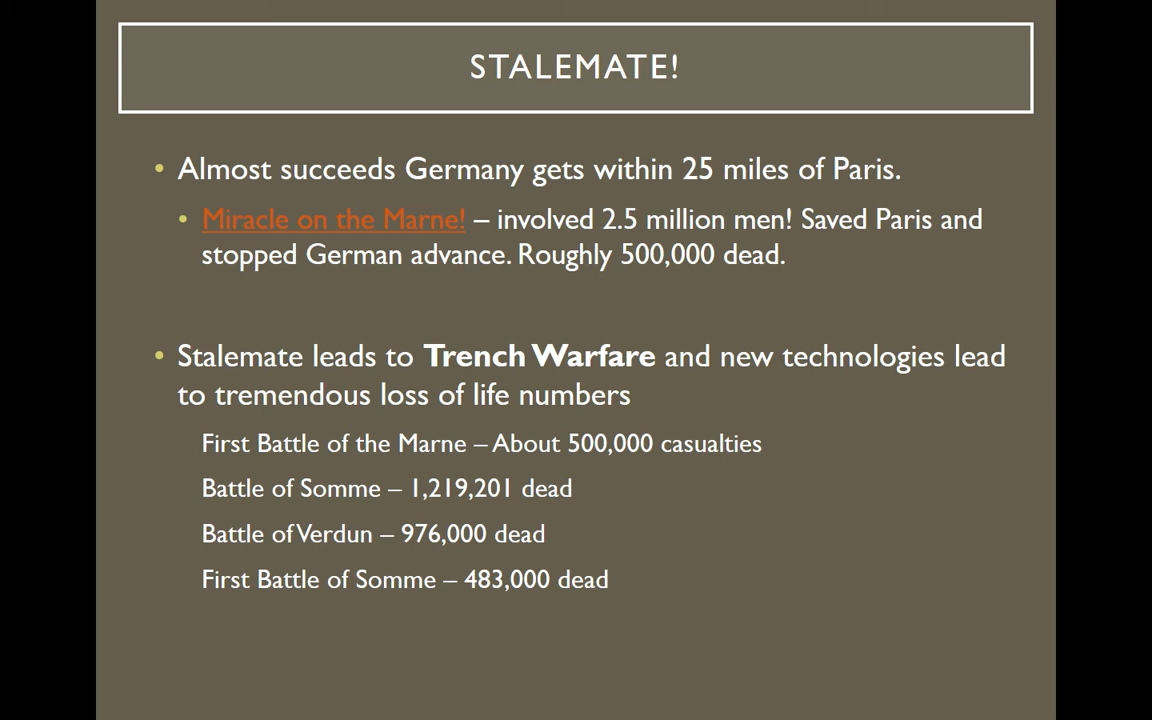 STALEMATE!
• Almost succeeds Germany gets within 25 miles of Paris.
• Miracle on the Marne! – involved 2.5 million men! Saved Paris and
stopped German advance. Roughly 500,000 dead.
• Stalemate leads to Trench Warfare and new technologies lead
to tremendous loss of life numbers
First Battle of the Marne – About 500,000 casualties
Battle of Somme – 1,219,201 dead
Battle of Verdun – 976,000 dead
First Battle of Somme – 483,000 dead